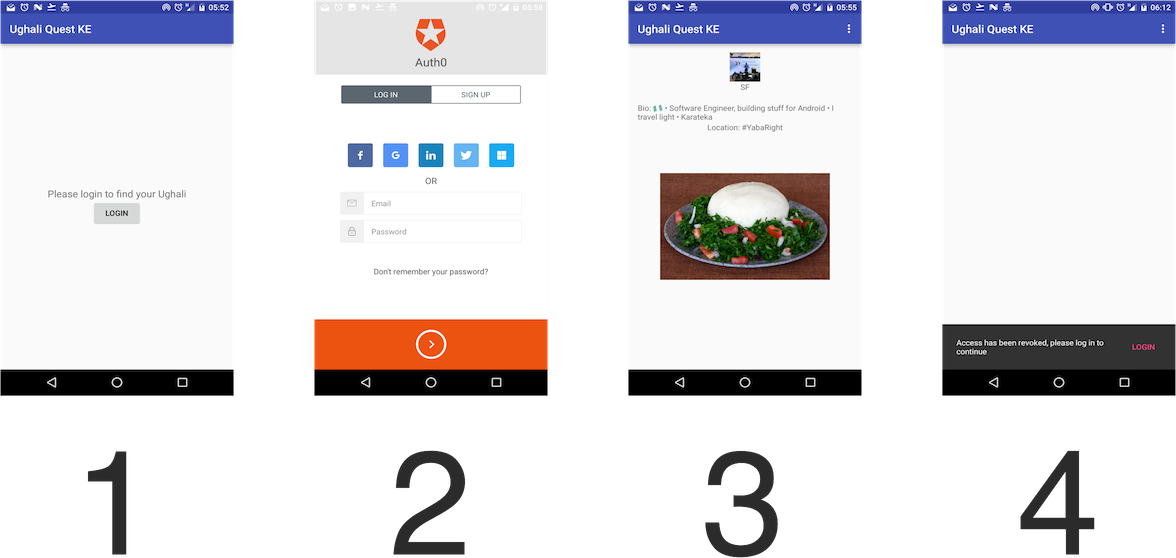 05:52
Ughali Quest KE
Please login to find your Ughali
LOGIN
05:58
Auth0
LOG IN
SIGN UP
f
G
in
OR
Email
Password
Don't remember your password?
05:55
Ughali Quest KE
SF
Bio: • Software Engineer, building stuff for Android • I
travel light • Karateka
Location: #YabaRight
06:12
Ughali Quest KE
Access has been revoked, please log in to
continue
LOGIN
1
2
3
4